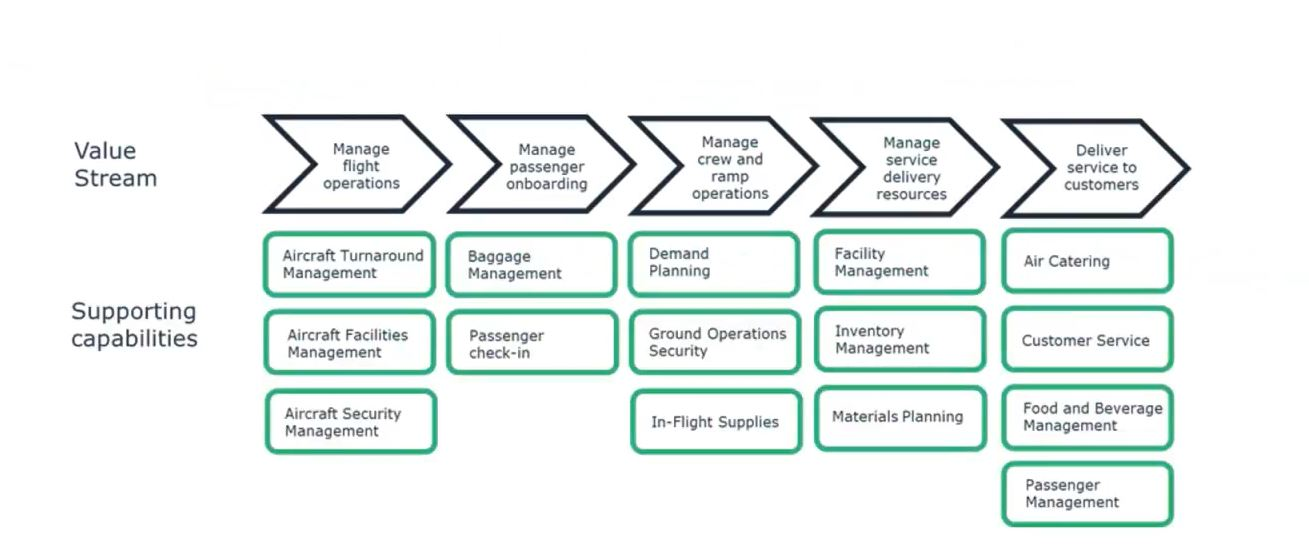 Value
Stream
Manage
flight
operations
Manage
passenger
onboarding
Manage
crew and
ramp
operations
Manage
service
delivery
resources
Deliver
service to
customers
Supporting
capabilities
Aircraft Turnaround
Management
Aircraft Facilities
Management
Aircraft Security
Management
Baggage
Management
Passenger
check-in
Demand
Planning
Ground Operations
Security
In-Flight Supplies
Facility
Management
Inventory
Management
Materials Planning
Air Catering
Customer Service
Food and Beverage
Management
Passenger
Management